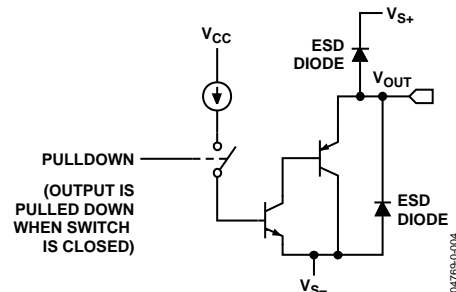 VS+
VCC
ESD
DIODE
VOUT
PULLDOWN
(OUTPUT IS
PULLED DOWN
WHEN SWITCH
IS CLOSED)
ESD
DIODE
VS–
04769-0-004